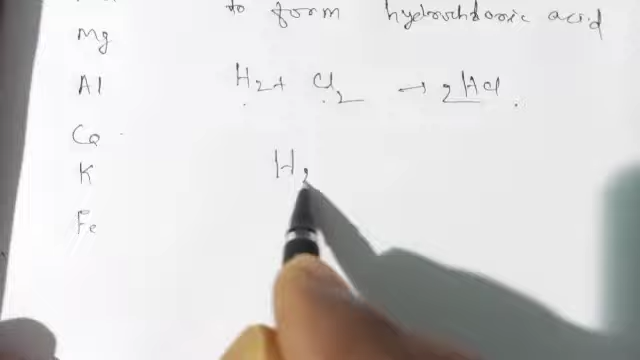 to form hydrochloric acid
Mg
Al
H2 + Cl2 → 2HCl.
Ca
K
H2
Fe